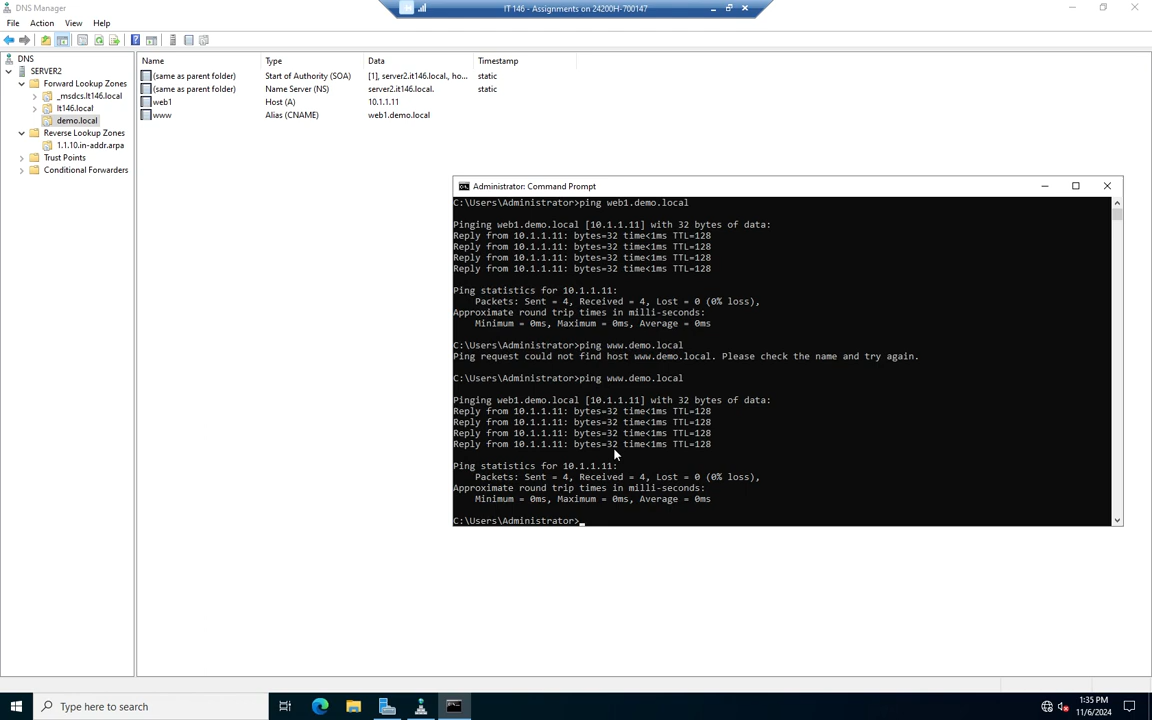 DNS Manager
IT 146 - Assignments on 24200H-700147
File Action View Help
DNS
SERVER2
Forward Lookup Zones
_msdcs.It146.local
It146.local
demo.local
Reverse Lookup Zones
1.1.10.in-addr.arpa
Trust Points
Conditional Forwarders
Name Type Data Timestamp
(same as parent folder) Start of Authority (SOA) [1], server2.it146.local., ho... static
(same as parent folder) Name Server (NS) server2.it146.local. static
web1 Host (A) 10.1.1.11
www Alias (CNAME) web1.demo.local
Administrator: Command Prompt
C:\Users\Administrator>ping web1.demo.local
Pinging web1.demo.local [10.1.1.11] with 32 bytes of data:
Reply from 10.1.1.11: bytes=32 time<1ms TTL=128
Reply from 10.1.1.11: bytes=32 time<1ms TTL=128
Reply from 10.1.1.11: bytes=32 time<1ms TTL=128
Reply from 10.1.1.11: bytes=32 time<1ms TTL=128
Ping statistics for 10.1.1.11:
Packets: Sent = 4, Received = 4, Lost = 0 (0% loss),
Approximate round trip times in milli-seconds:
Minimum = 0ms, Maximum = 0ms, Average = 0ms
C:\Users\Administrator>ping www.demo.local
Ping request could not find host www.demo.local. Please check the name and try again.
C:\Users\Administrator>ping www.demo.local
Pinging web1.demo.local [10.1.1.11] with 32 bytes of data:
Reply from 10.1.1.11: bytes=32 time<1ms TTL=128
Reply from 10.1.1.11: bytes=32 time<1ms TTL=128
Reply from 10.1.1.11: bytes=32 time<1ms TTL=128
Reply from 10.1.1.11: bytes=32 time<1ms TTL=128
Ping statistics for 10.1.1.11:
Packets: Sent = 4, Received = 4, Lost = 0 (0% loss),
Approximate round trip times in milli-seconds:
Minimum = 0ms, Maximum = 0ms, Average = 0ms
C:\Users\Administrator>
Type here to search
1:35 PM
11/6/2024